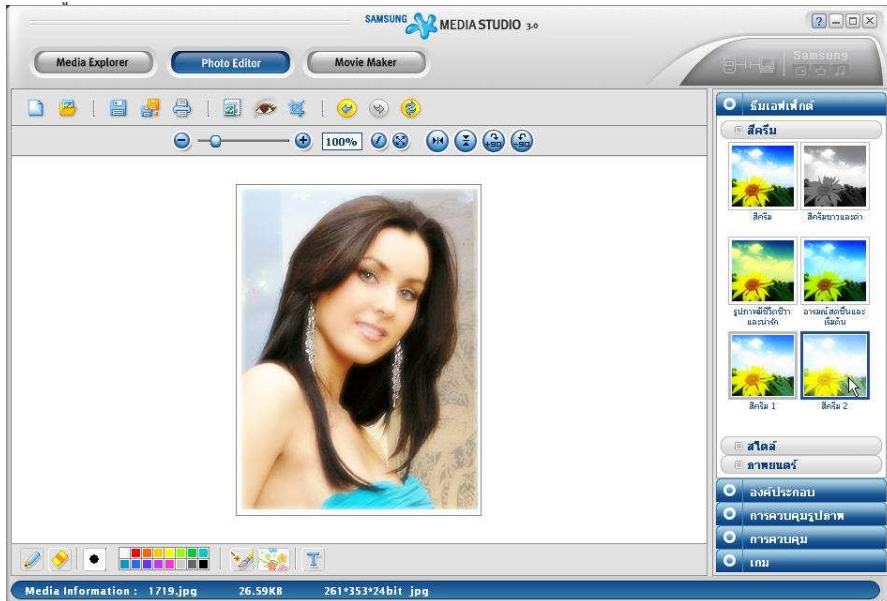 SAMSUNG MEDIA STUDIO 3.0
Media Explorer
Photo Editor
Movie Maker
Samsung
100%
+90
-90
ธีมเอฟเฟ็กต์
สีครีม
สีครีม
สีครีมขาวและดำ
รูปภาพมีชีวิตชีวา
และน่ารัก
อารมณ์สดชื่นและ
เริ่มต้น
สีครีม 1
สีครีม 2
สไตล์
ภาพยนตร์
องค์ประกอบ
การควบคุมรูปภาพ
การควบคุม
เกม
T
Media Information : 1719.jpg 26.59KB 261*353*24bit jpg